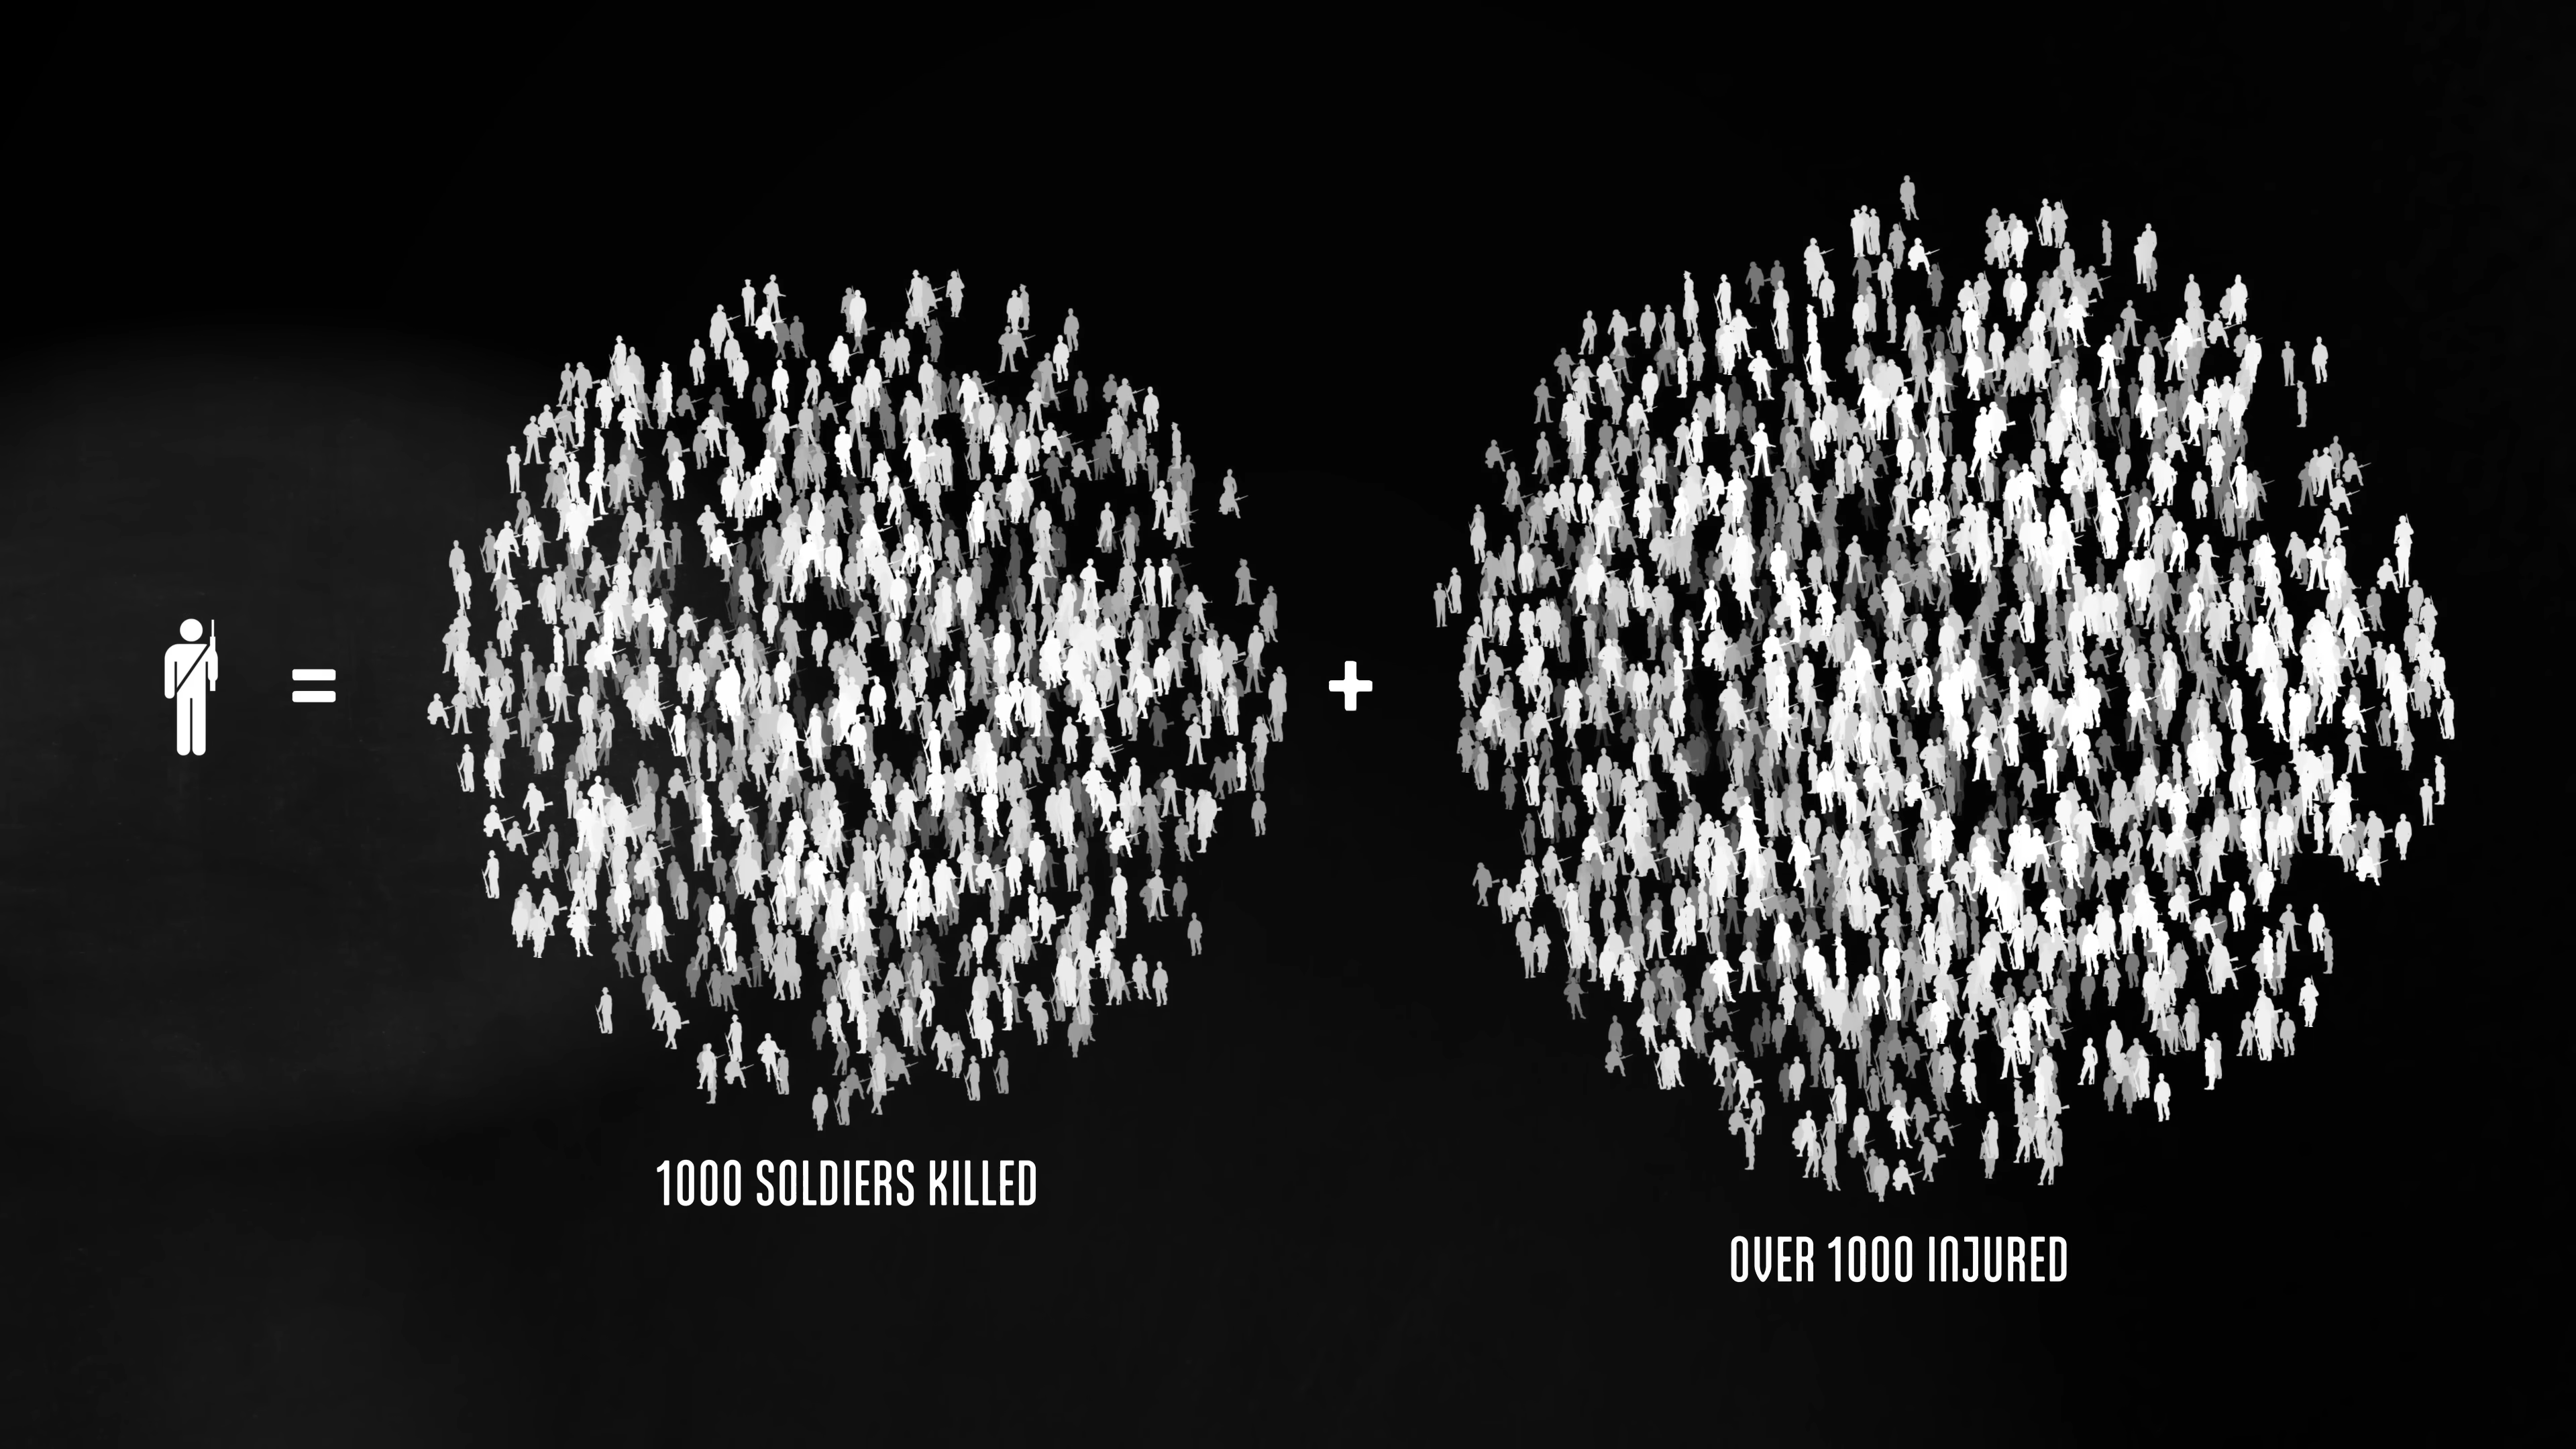 =
+
1000 SOLDIERS KILLED
OVER 1000 INJURED